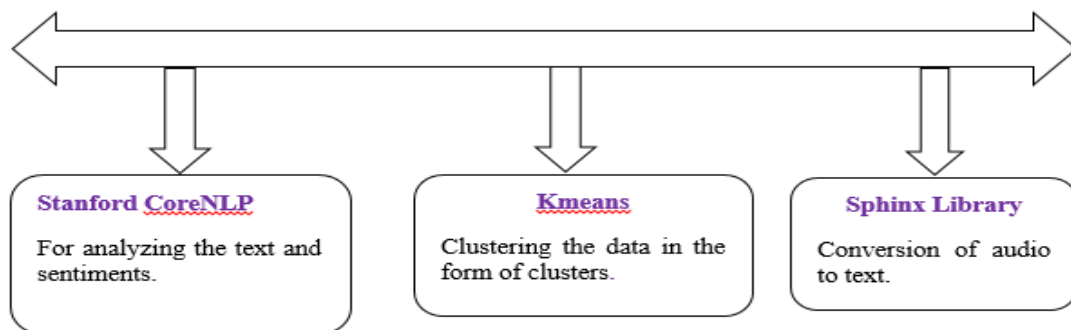 Stanford CoreNLP
For analyzing the text and
sentiments.
Kmeans
Clustering the data in the
form of clusters.
Sphinx Library
Conversion of audio
to text.